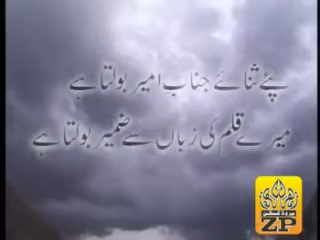 پئے ثنائے جناب امیر بولتا ہے
میرے قلم کی زباں سے ضمیر بولتا ہے
ZP